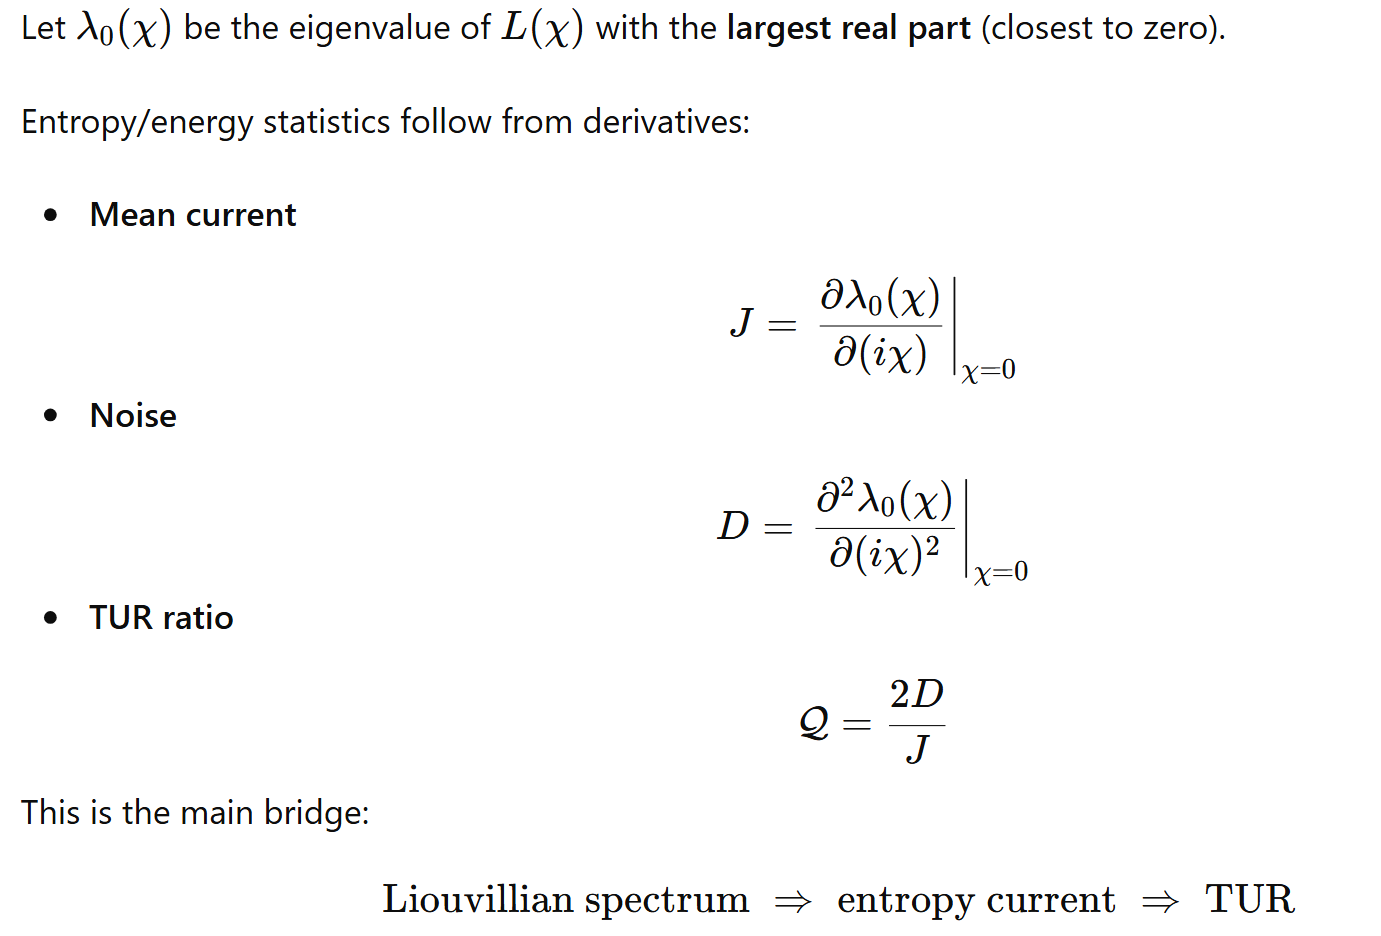 Let λ₀(χ) be the eigenvalue of L(χ) with the largest real part (closest to zero).
Entropy/energy statistics follow from derivatives:
• Mean current
J = ∂λ₀(χ)/∂(iχ) |χ=0
• Noise
D = ∂²λ₀(χ)/∂(iχ)² |χ=0
• TUR ratio
𝒬 = 2D/J
This is the main bridge:
Liouvillian spectrum ⇒ entropy current ⇒ TUR